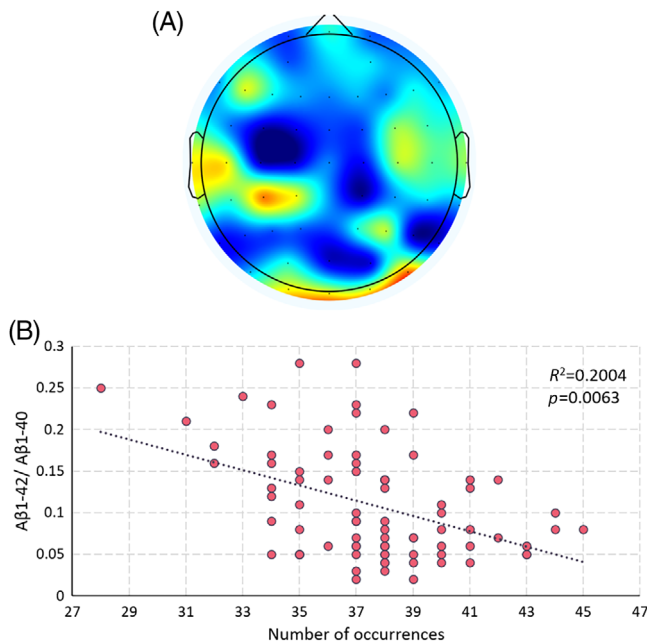 (A)
(B)
0.3
0.25
0.2
0.15
0.1
0.05
0
Aβ1-42/ Aβ1-40
R²=0.2004
p=0.0063
27 29 31 33 35 37 39 41 43 45 47
Number of occurrences